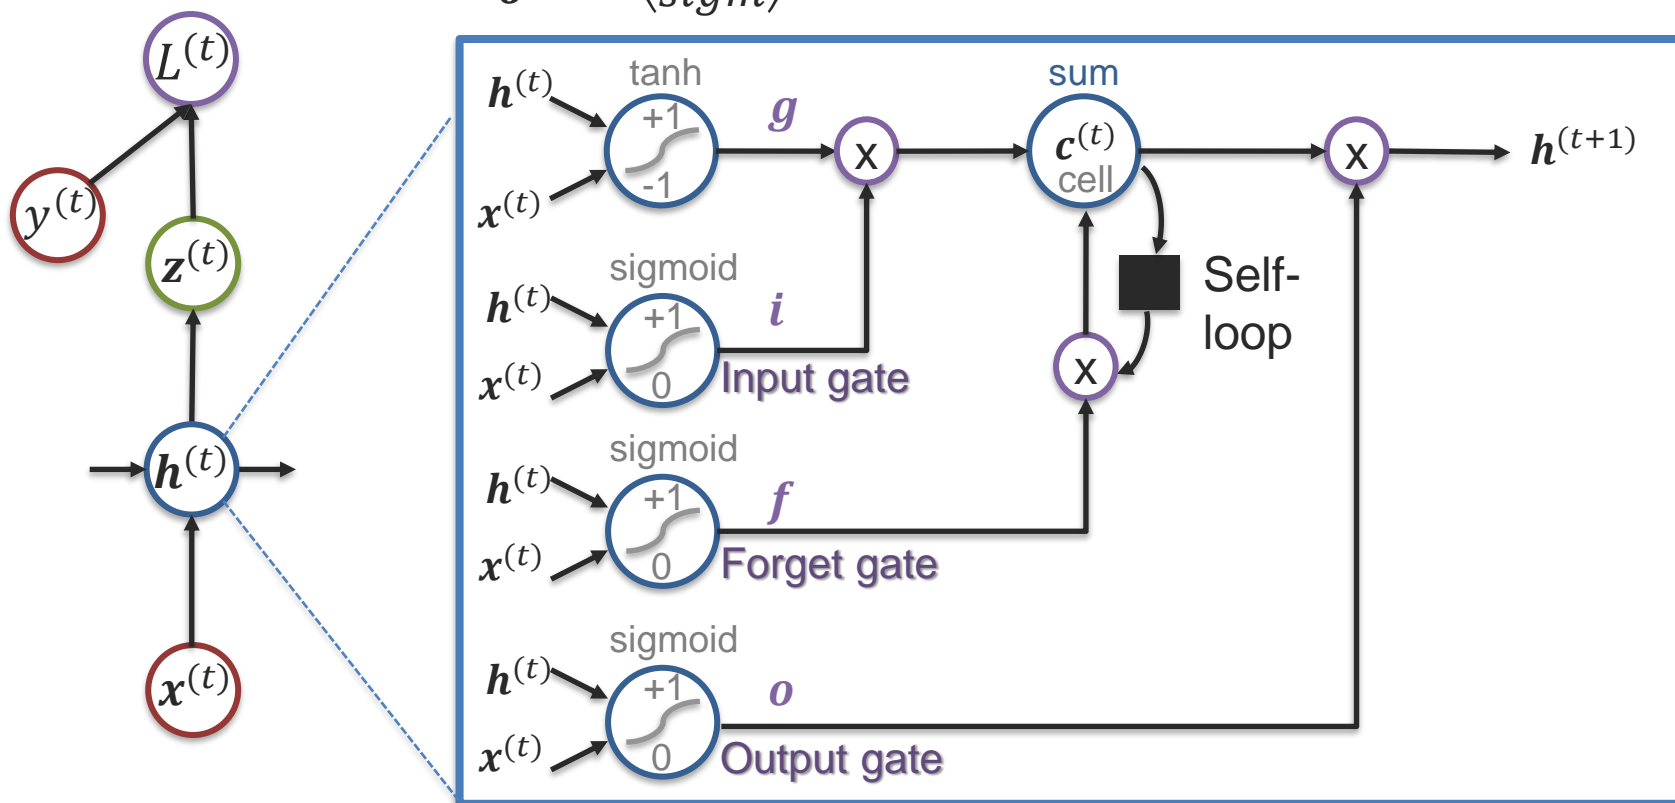 (sigm)
L^(t)
y^(t)
z^(t)
h^(t)
x^(t)
tanh
h^(t)
+1
-1
x^(t)
g
x
sum
c^(t)
cell
x
h^(t+1)
sigmoid
h^(t)
+1
0
x^(t)
i
Input gate
Self-
loop
x
sigmoid
h^(t)
+1
0
x^(t)
f
Forget gate
sigmoid
h^(t)
+1
0
x^(t)
o
Output gate